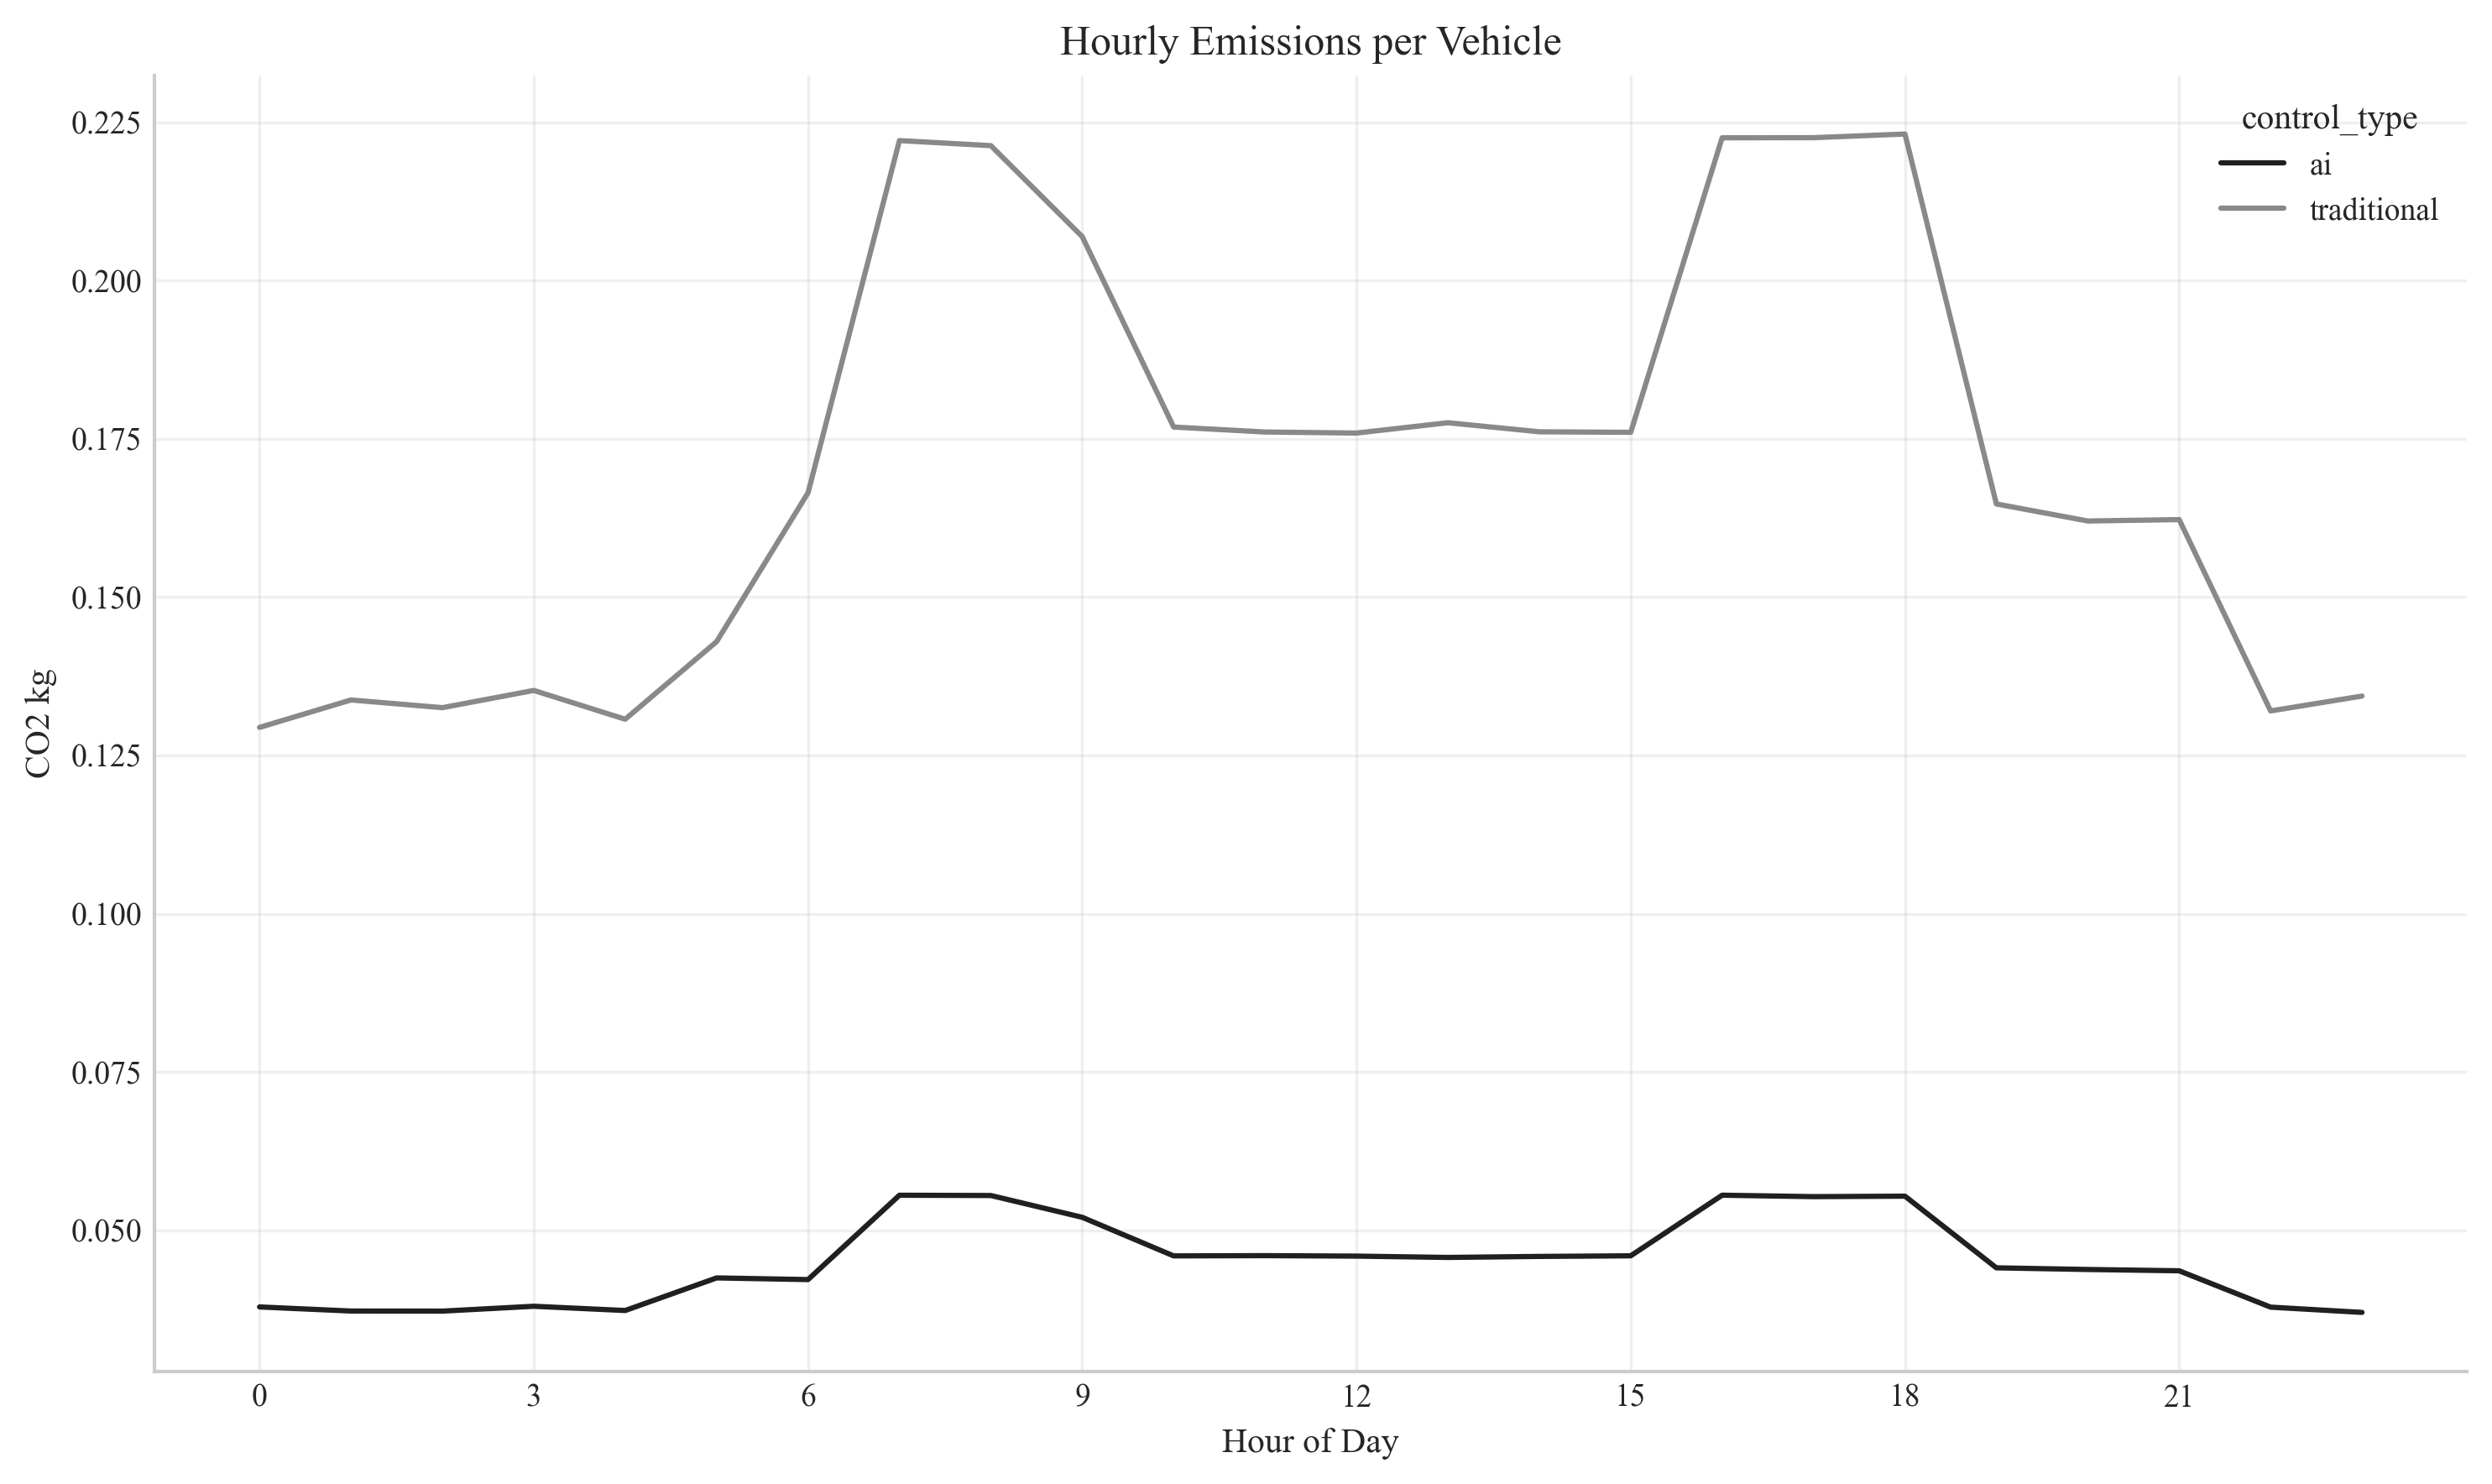 Hourly Emissions per Vehicle
control_type
ai
traditional
CO2 kg
0.225
0.200
0.175
0.150
0.125
0.100
0.075
0.050
0 3 6 9 12 15 18 21
Hour of Day